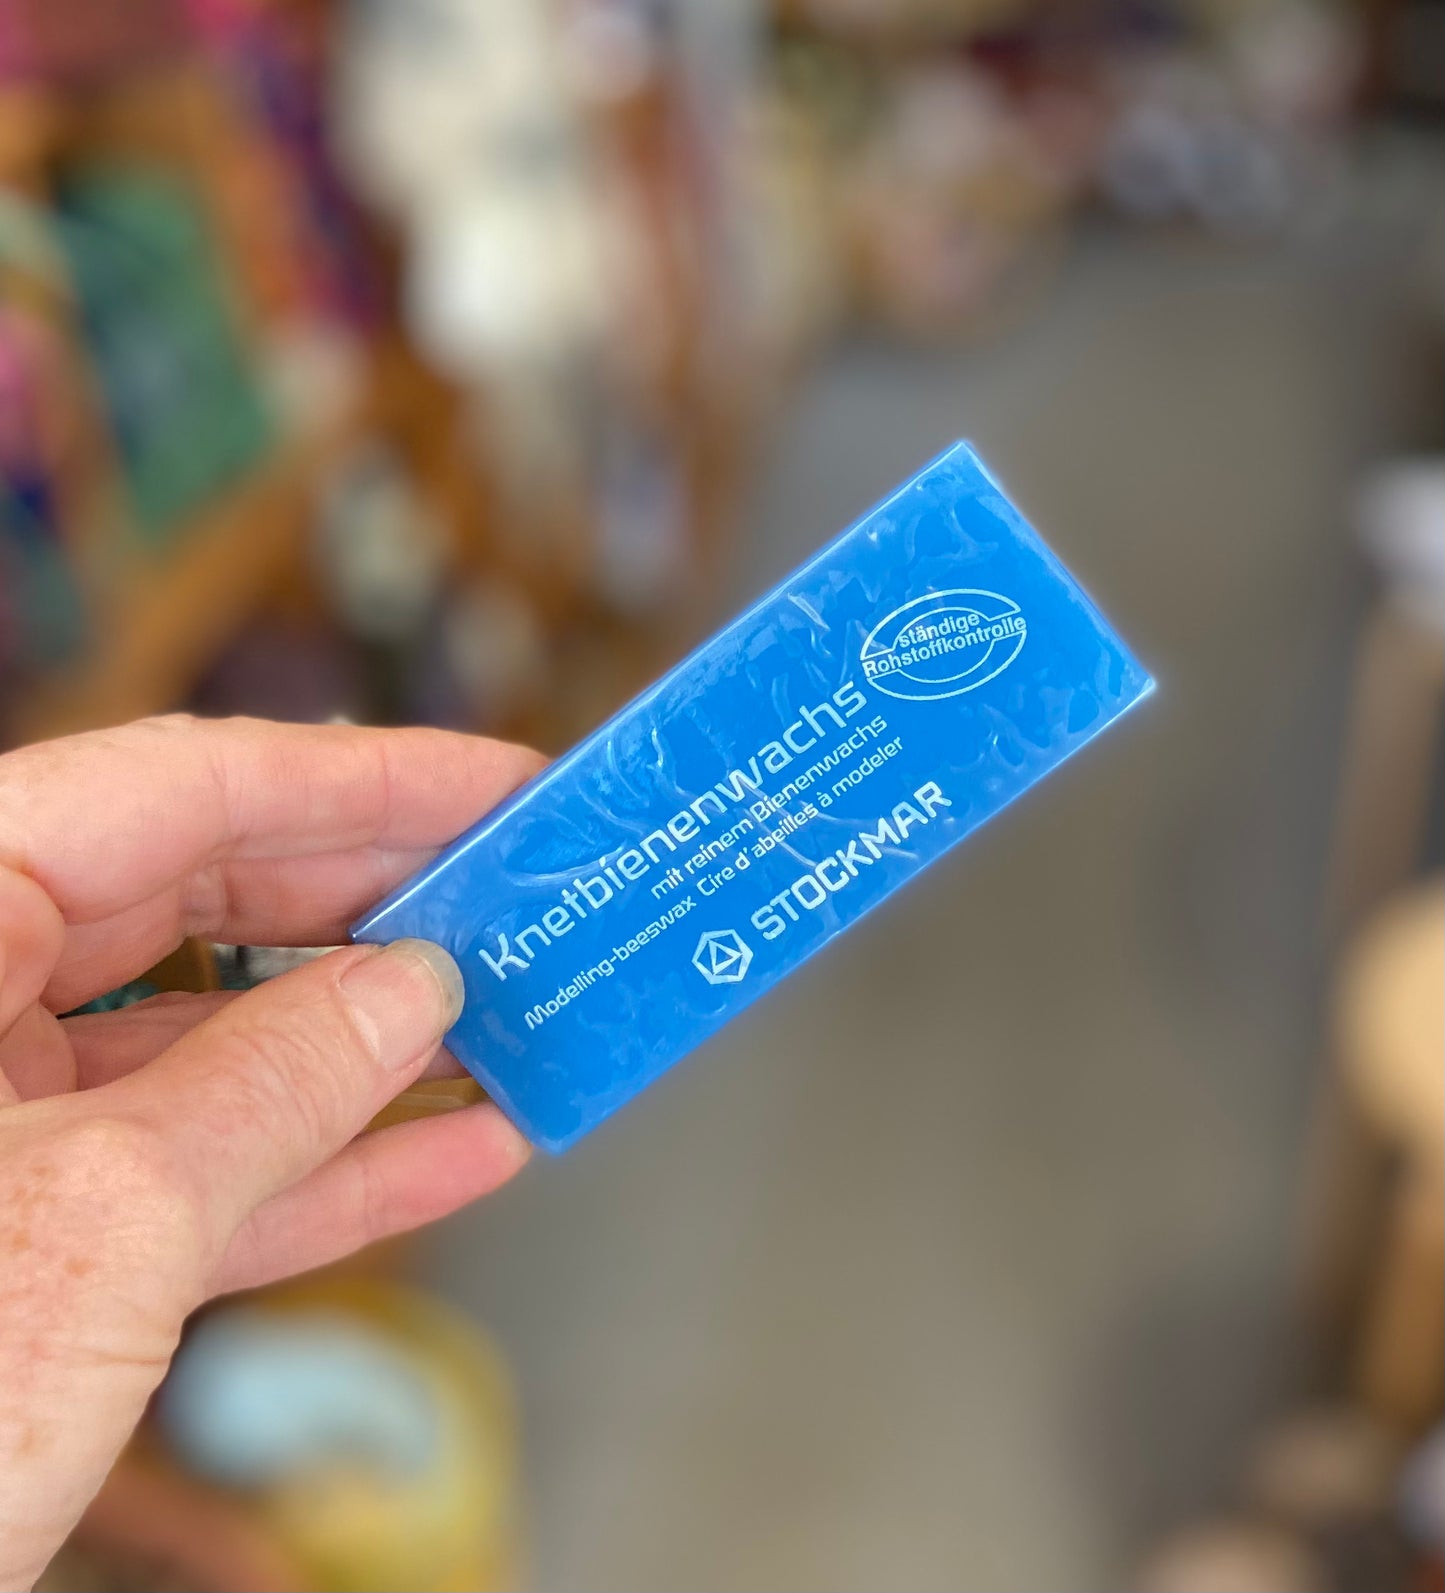 ständige
Rohstoffkontrolle
Knetbienenwachs
mit reinem Bienenwachs
Modelling-beeswax Cire d'abeilles à modeler
STOCKMAR